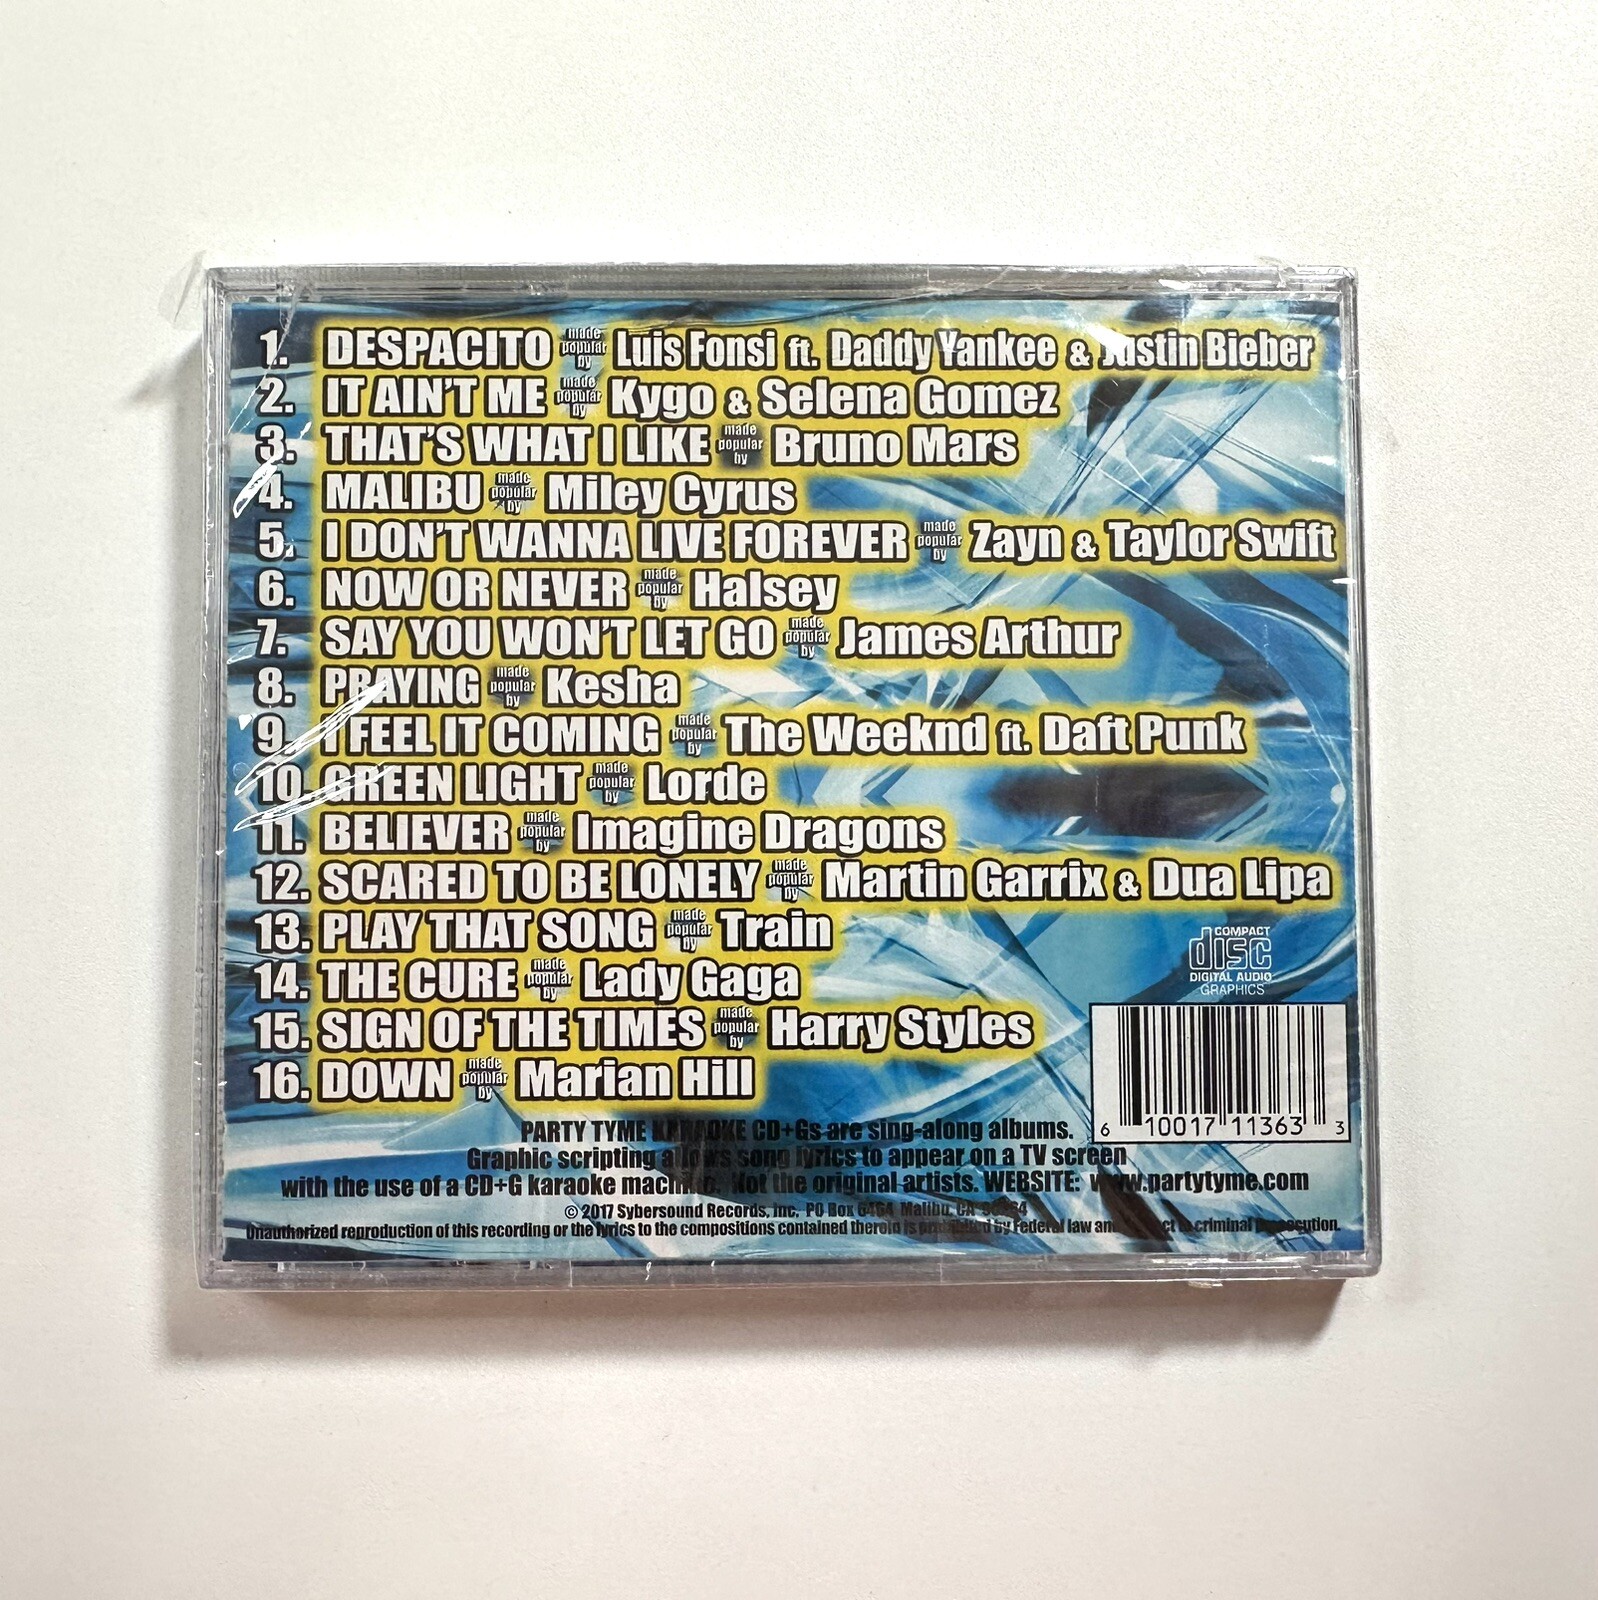 1. DESPACITO made popular by Luis Fonsi ft. Daddy Yankee & Justin Bieber
2. IT AIN'T ME made popular by Kygo & Selena Gomez
3. THAT'S WHAT I LIKE made popular by Bruno Mars
4. MALIBU made popular by Miley Cyrus
5. I DON'T WANNA LIVE FOREVER made popular by Zayn & Taylor Swift
6. NOW OR NEVER made popular by Halsey
7. SAY YOU WON'T LET GO made popular by James Arthur
8. PRAYING made popular by Kesha
9. I FEEL IT COMING made popular by The Weeknd ft. Daft Punk
10. GREEN LIGHT made popular by Lorde
11. BELIEVER made popular by Imagine Dragons
12. SCARED TO BE LONELY made popular by Martin Garrix & Dua Lipa
13. PLAY THAT SONG made popular by Train
14. THE CURE made popular by Lady Gaga
15. SIGN OF THE TIMES made popular by Harry Styles
16. DOWN made popular by Marian Hill
COMPACT
disc
DIGITAL AUDIO
GRAPHICS
6 10017 11363 3
PARTY TYME KARAOKE CD+Gs are sing-along albums.
Graphic scripting allows song lyrics to appear on a TV screen
with the use of a CD+G karaoke machine. Not the original artists. WEBSITE: www.partytyme.com
© 2017 Sybersound Records, Inc. PO Box 6464 Malibu, CA 90264
Unauthorized reproduction of this recording or the lyrics to the compositions contained therein is prohibited by Federal law and subject to criminal prosecution.